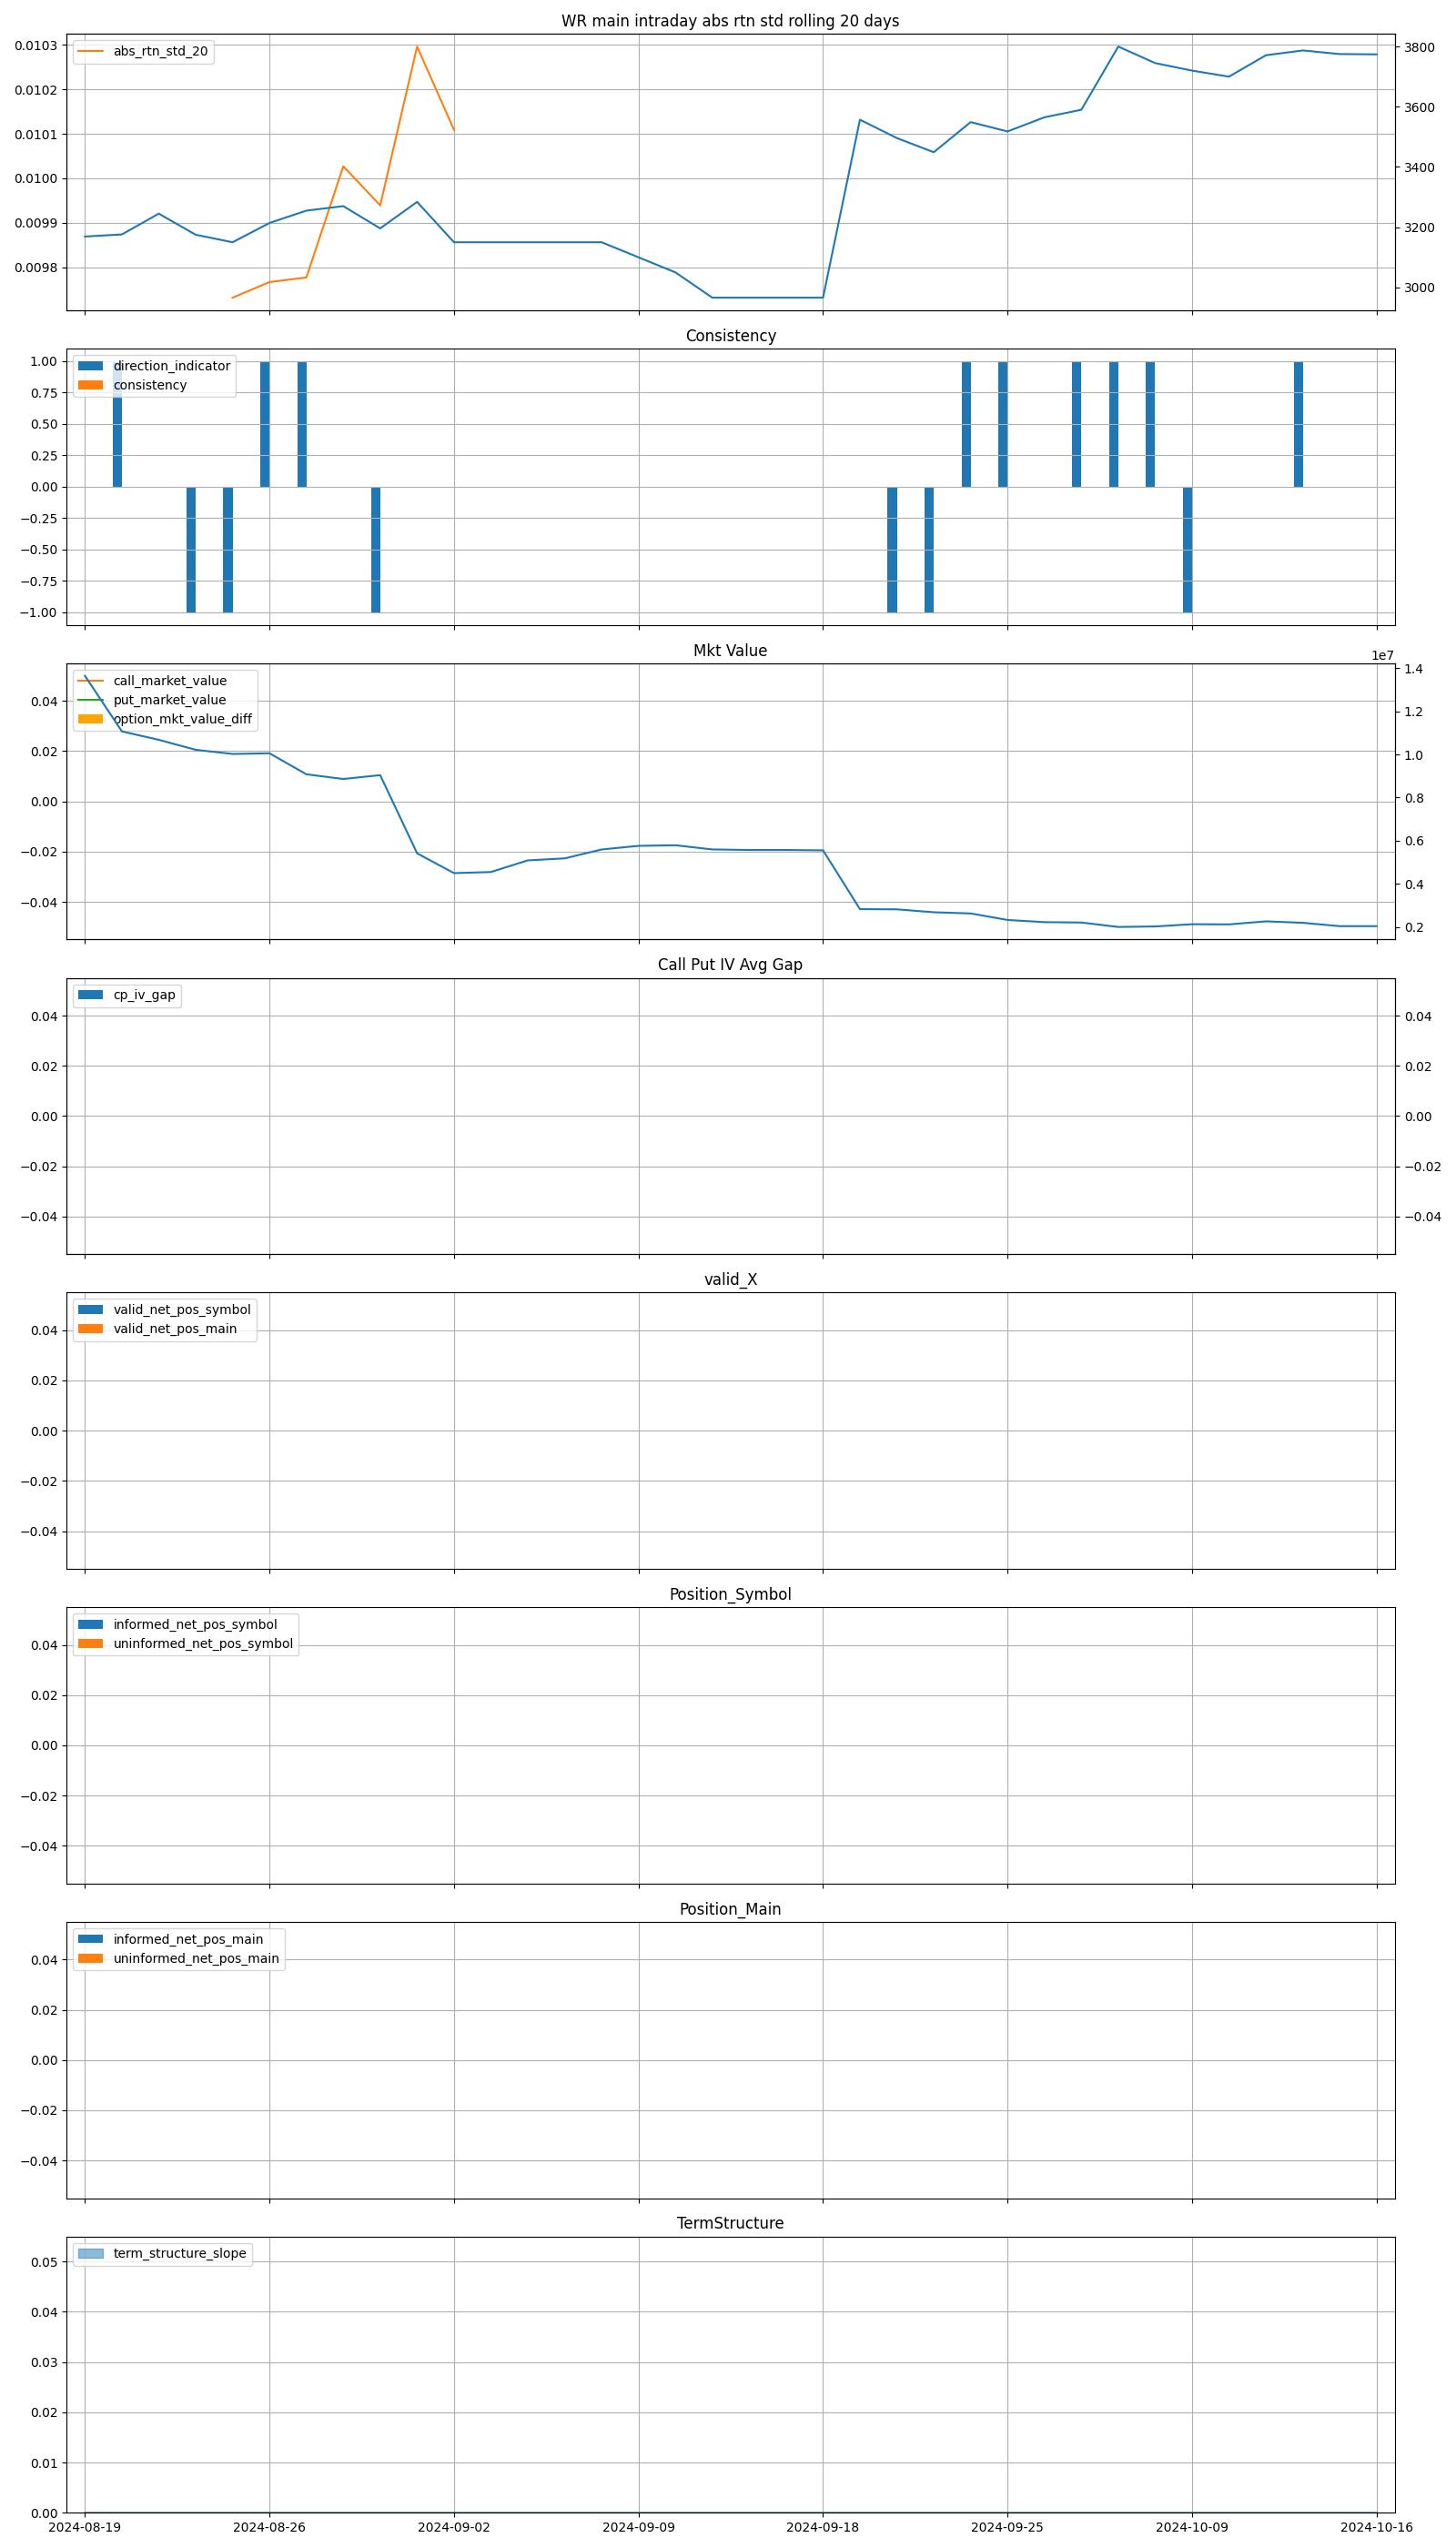 WR main intraday abs rtn std rolling 20 days
abs_rtn_std_20
0.0103
0.0102
0.0101
0.0100
0.0099
0.0098
3800
3600
3400
3200
3000
Consistency
direction_indicator
consistency
1.00
0.75
0.50
0.25
0.00
−0.25
−0.50
−0.75
−1.00
Mkt Value
1e7
call_market_value
put_market_value
option_mkt_value_diff
0.04
0.02
0.00
−0.02
−0.04
1.4
1.2
1.0
0.8
0.6
0.4
0.2
Call Put IV Avg Gap
cp_iv_gap
0.04
0.02
0.00
−0.02
−0.04
0.04
0.02
0.00
−0.02
−0.04
valid_X
valid_net_pos_symbol
valid_net_pos_main
0.04
0.02
0.00
−0.02
−0.04
Position_Symbol
informed_net_pos_symbol
uninformed_net_pos_symbol
0.04
0.02
0.00
−0.02
−0.04
Position_Main
informed_net_pos_main
uninformed_net_pos_main
0.04
0.02
0.00
−0.02
−0.04
TermStructure
term_structure_slope
0.05
0.04
0.03
0.02
0.01
0.00
2024-08-19 2024-08-26 2024-09-02 2024-09-09 2024-09-18 2024-09-25 2024-10-09 2024-10-16